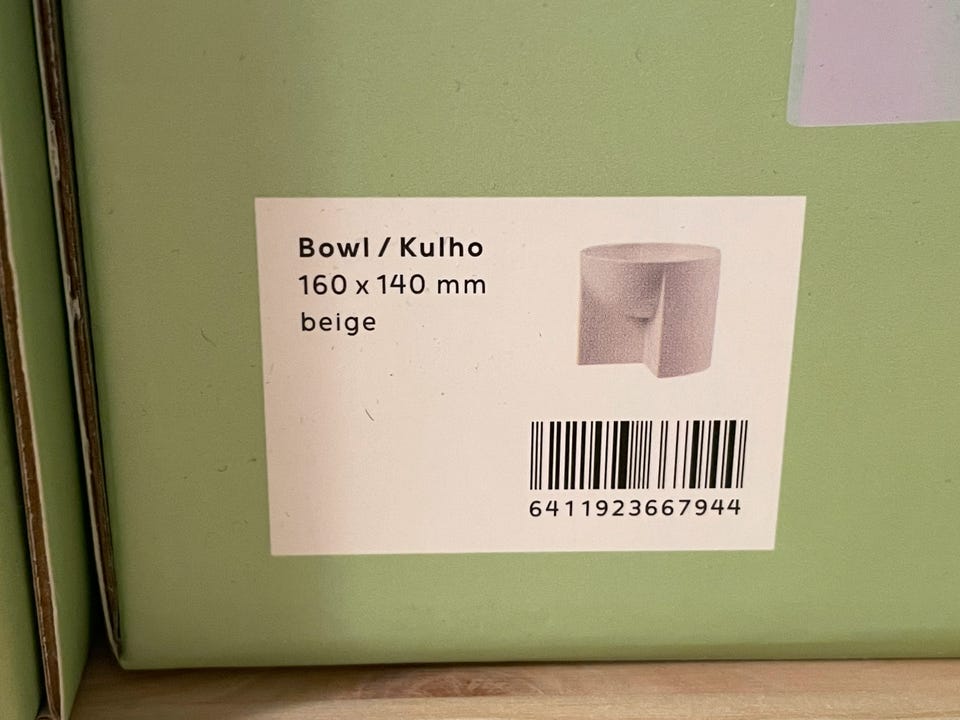 Bowl / Kulho
160 x 140 mm
beige
6411923667944